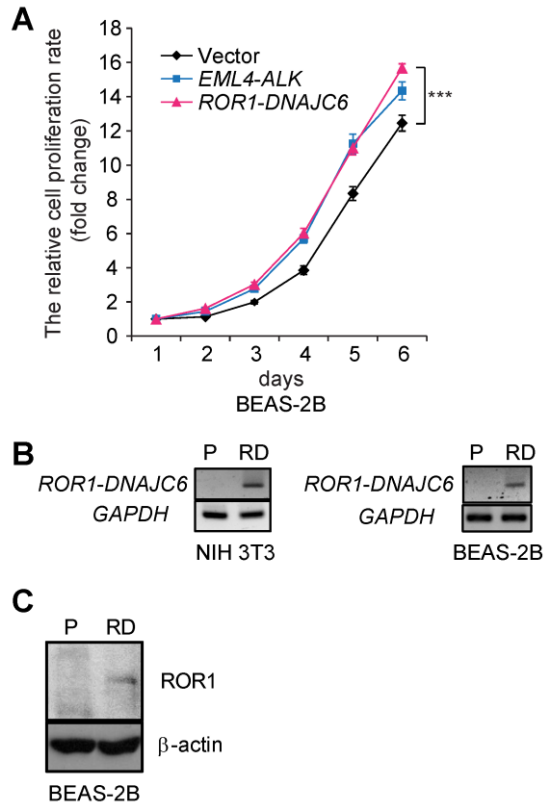 A
Vector
EML4-ALK
ROR1-DNAJC6
***
The relative cell proliferation rate
(fold change)
18
16
14
12
10
8
6
4
2
0
1 2 3 4 5 6
days
BEAS-2B
B
P RD P RD
ROR1-DNAJC6 ROR1-DNAJC6
GAPDH GAPDH
NIH 3T3 BEAS-2B
C
P RD
ROR1
β-actin
BEAS-2B